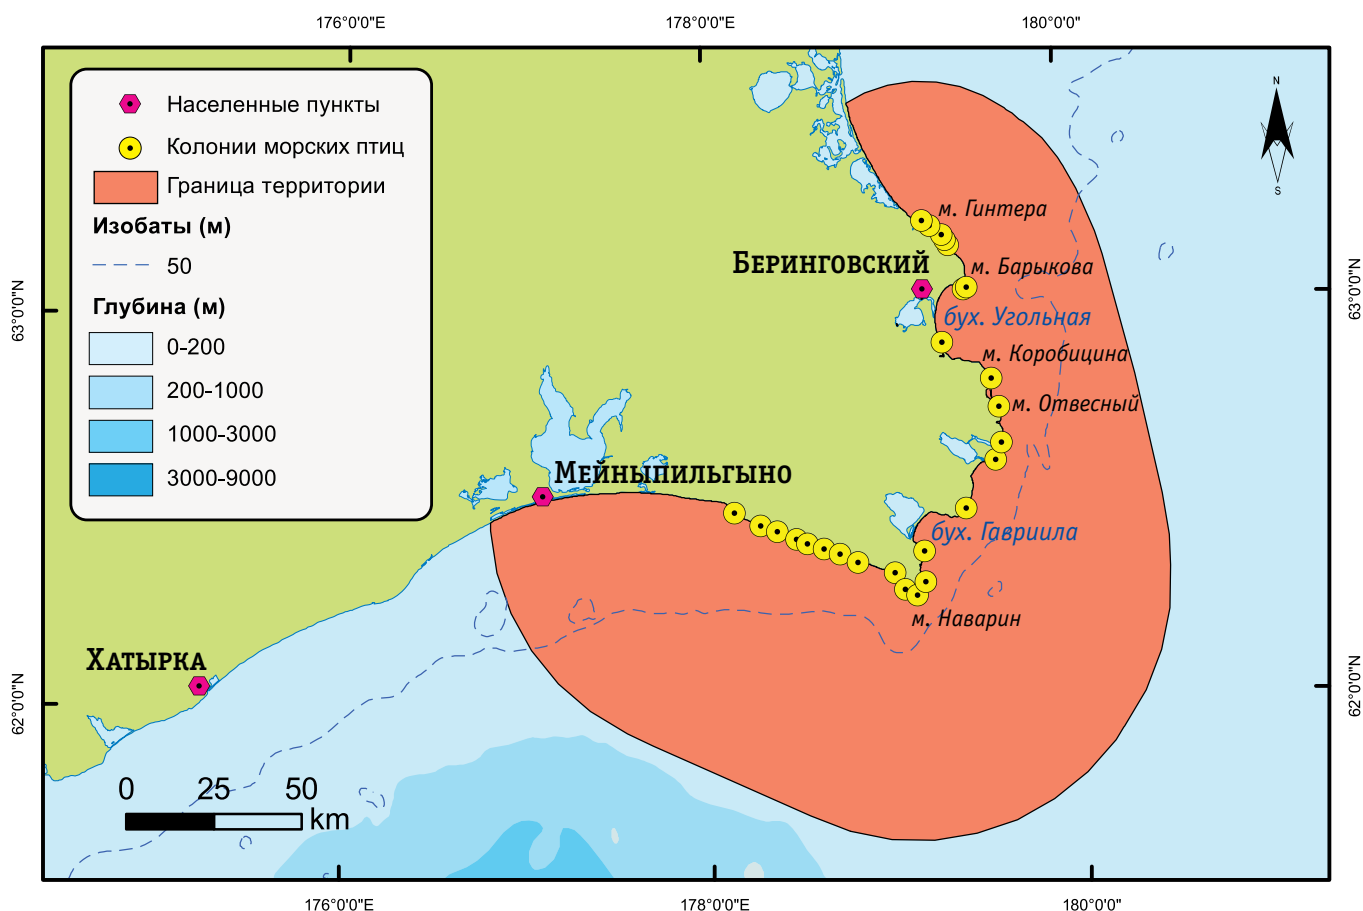 176°0'0"E
178°0'0"E
180°0'0"
Населенные пункты
Колонии морских птиц
Граница территории
Изобаты (м)
50
Глубина (м)
0-200
200-1000
1000-3000
3000-9000
N
S
м. Гинтера
Беринговский
м. Барыкова
бух. Угольная
м. Коробицина
м. Отвесный
Мейныпильгыно
бух. Гавриила
м. Наварин
Хатырка
63°0'0"N
63°0'0"N
62°0'0"N
62°0'0"N
0 25 50
km
176°0'0"E
178°0'0"E
180°0'0"